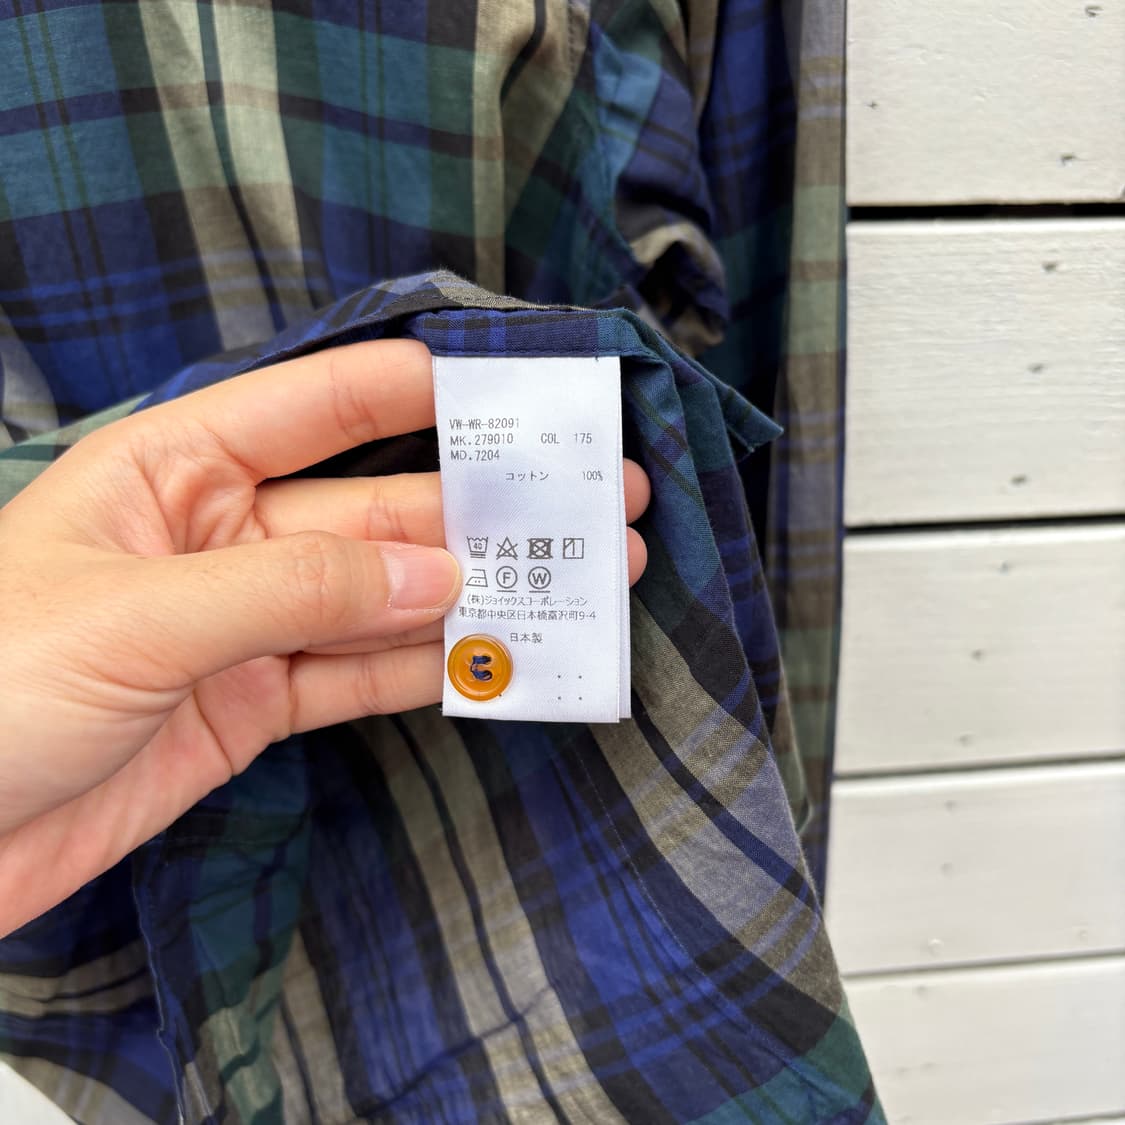 VW-WR-82091
MK.279010 COL 175
MD.7204
コットン 100%
40
F W
(株)ジョイックスコーポレーション
東京都中央区日本橋富沢町9-4
日本製